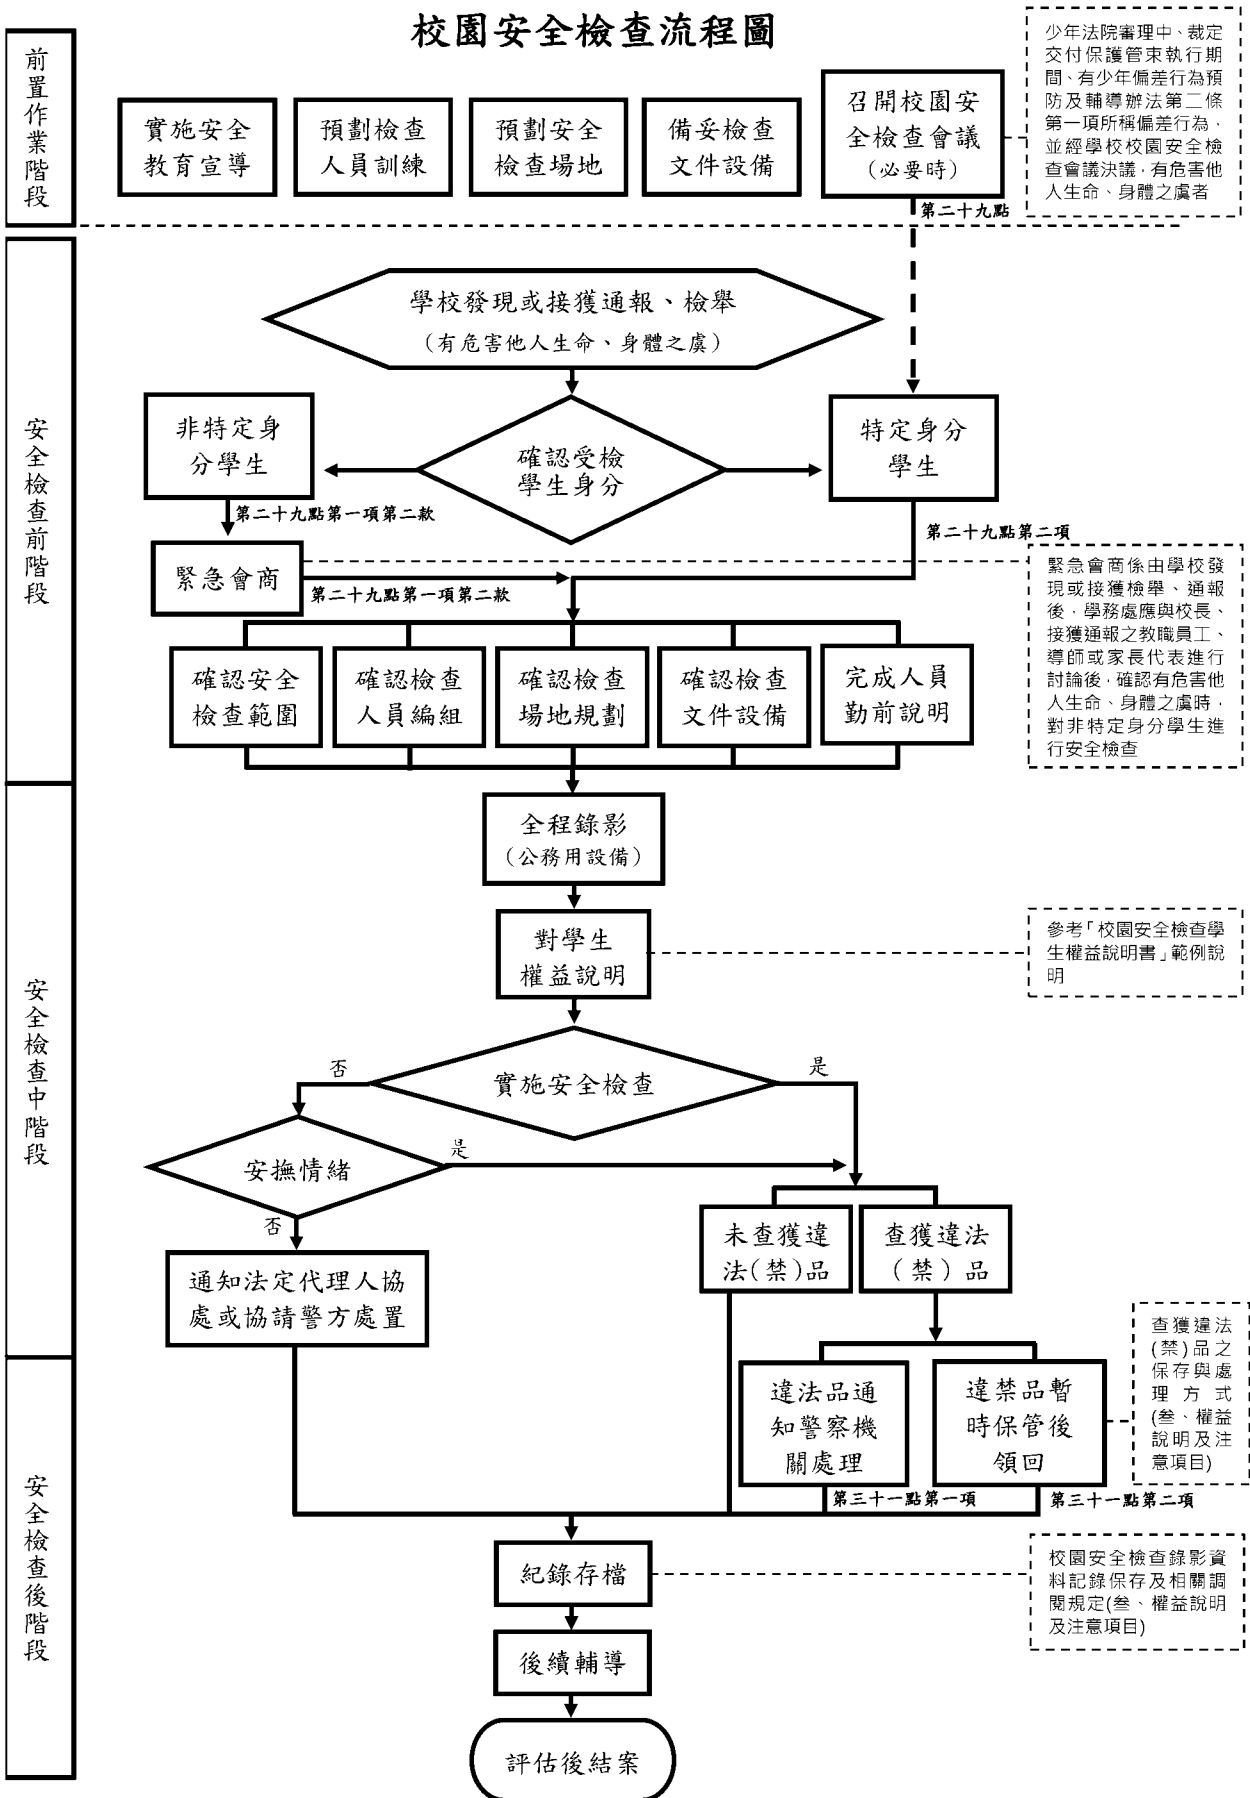 校園安全檢查流程圖
前置作業階段
實施安全
教育宣導
預劃檢查
人員訓練
預劃安全
檢查場地
備妥檢查
文件設備
召開校園安
全檢查會議
(必要時)
少年法院審理中、裁定
交付保護管束執行期
間、有少年偏差行為預
防及輔導辦法第二條
第一項所稱偏差行為，
並經學校校園安全檢
查會議決議，有危害他
人生命、身體之虞者
第二十九點
安全檢查前階段
學校發現或接獲通報、檢舉
(有危害他人生命、身體之虞)
非特定身
分學生
確認受檢
學生身分
特定身分
學生
第二十九點第一項第二款
第二十九點第二項
緊急會商
第二十九點第一項第二款
緊急會商係由學校發
現或接獲檢舉、通報
後，學務處應與校長、
接獲通報之教職員工、
導師或家長代表進行
討論後，確認有危害他
人生命、身體之虞時，
對非特定身分學生進
行安全檢查
確認安全
檢查範圍
確認檢查
人員編組
確認檢查
場地規劃
確認檢查
文件設備
完成人員
勤前說明
安全檢查中階段
全程錄影
(公務用設備)
對學生
權益說明
參考「校園安全檢查學
生權益說明書」範例說
明
實施安全檢查
否
是
安撫情緒
是
否
未查獲違
法(禁)品
查獲違法
(禁)品
通知法定代理人協
處或協請警方處置
查獲違法
(禁)品之
保存與處
理方式
(叁、權益
說明及注
意項目)
安全檢查後階段
違法品通
知警察機
關處理
違禁品暫
時保管後
領回
第三十一點第一項
第三十一點第二項
紀錄存檔
校園安全檢查錄影資
料記錄保存及相關調
閱規定(叁、權益說明
及注意項目)
後續輔導
評估後結案